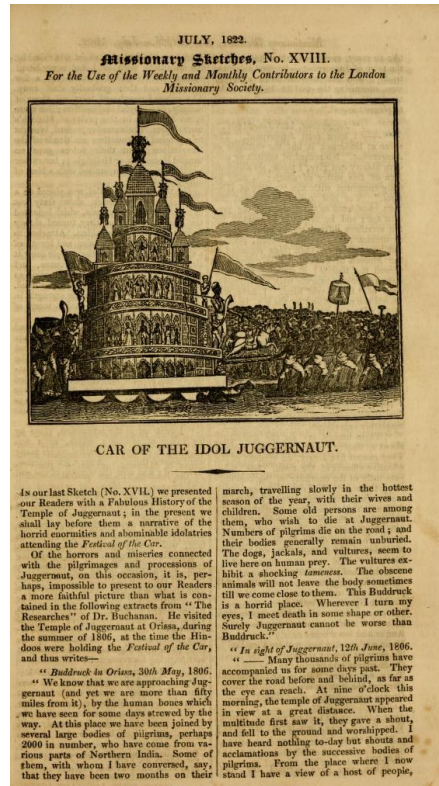 JULY, 1822.
Missionary Sketches, No. XVIII.
For the Use of the Weekly and Monthly Contributors to the London
Missionary Society.
CAR OF THE IDOL JUGGERNAUT.
IN our last Sketch (No. XVII.) we presented
our Readers with a Fabulous History of the
Temple of Juggernaut; in the present we
shall lay before them a narrative of the
horrid enormities and abominable idolatries
attending the Festival of the Car.
Of the horrors and miseries connected
with the pilgrimages and processions of
Juggernaut, on this occasion, it is, per-
haps, impossible to present to our Readers
a more faithful picture than what is con-
tained in the following extracts from "The
Researches" of Dr. Buchanan. He visited
the Temple of Juggernaut at Orissa, during
the summer of 1806, at the time the Hin-
doos were holding the Festival of the Car,
and thus writes—
"Buddruck in Orissa, 30th May, 1806.
"We know that we are approaching Jug-
gernaut (and yet we are more than fifty
miles from it), by the human bones which
we have seen for some days strewed by the
way. At this place we have been joined by
several large bodies of pilgrims, perhaps
2000 in number, who have come from va-
rious parts of Northern India. Some of
them, with whom I have conversed, say,
that they have been two months on their
march, travelling slowly in the hottest
season of the year, with their wives and
children. Some old persons are among
them, who wish to die at Juggernaut.
Numbers of pilgrims die on the road; and
their bodies generally remain unburied.
The dogs, jackals, and vultures, seem to
live here on human prey. The vultures ex-
hibit a shocking tameness. The obscene
animals will not leave the body sometimes
till we come close to them. This Buddruck
is a horrid place. Wherever I turn my
eyes, I meet death in some shape or other.
Surely Juggernaut cannot be worse than
Buddruck."
"In sight of Juggernaut, 12th June, 1806.
"—— Many thousands of pilgrims have
accompanied us for some days past. They
cover the road before and behind, as far as
the eye can reach. At nine o'clock this
morning, the temple of Juggernaut appeared
in view at a great distance. When the
multitude first saw it, they gave a shout,
and fell to the ground and worshipped. I
have heard nothing to-day but shouts and
acclamations by the successive bodies of
pilgrims. From the place where I now
stand I have a view of a host of people,